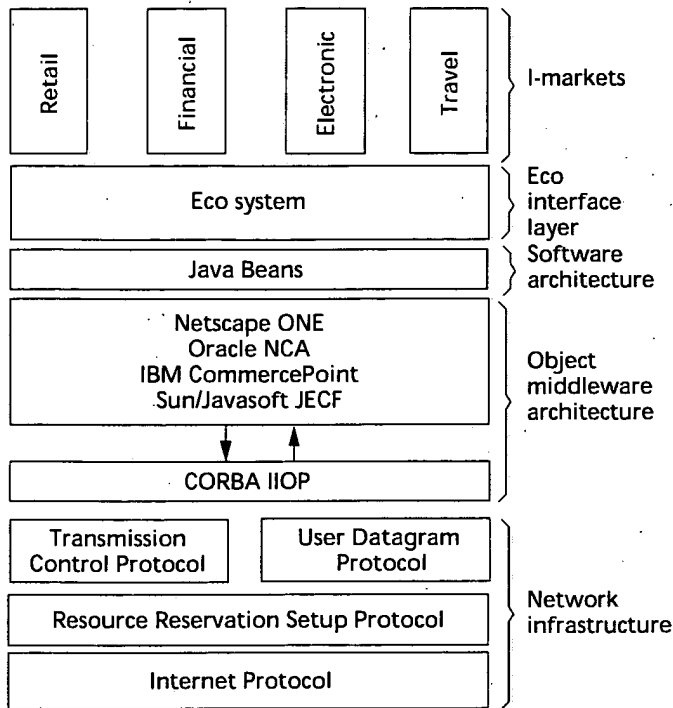 Retail
Financial
Electronic
Travel
I-markets
Eco system
Eco
interface
layer
Java Beans
Software
architecture
Netscape ONE
Oracle NCA
IBM CommercePoint
Sun/Javasoft JECF
Object
middleware
architecture
CORBA IIOP
Transmission
Control Protocol
User Datagram
Protocol
Resource Reservation Setup Protocol
Network
infrastructure
Internet Protocol